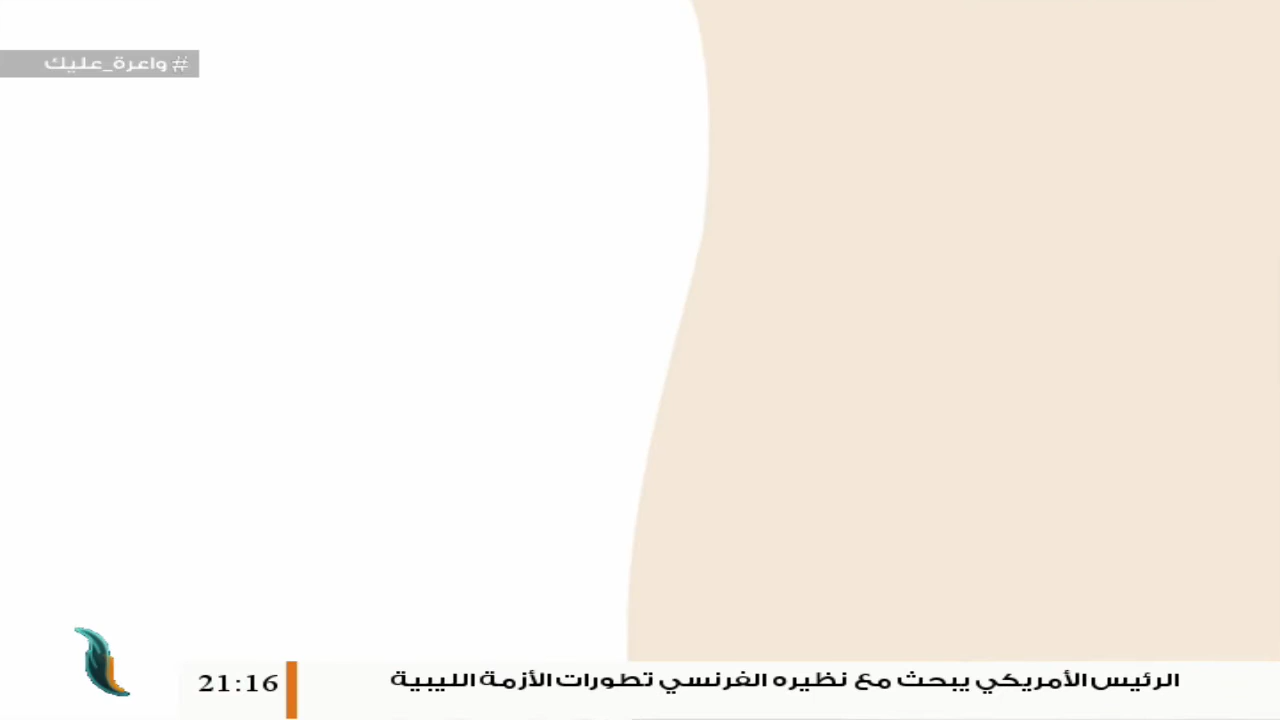 #واعرة_عليك
الرئيس الأمريكي يبحث مع نظيره الفرنسي تطورات الأزمة الليبية
21:16